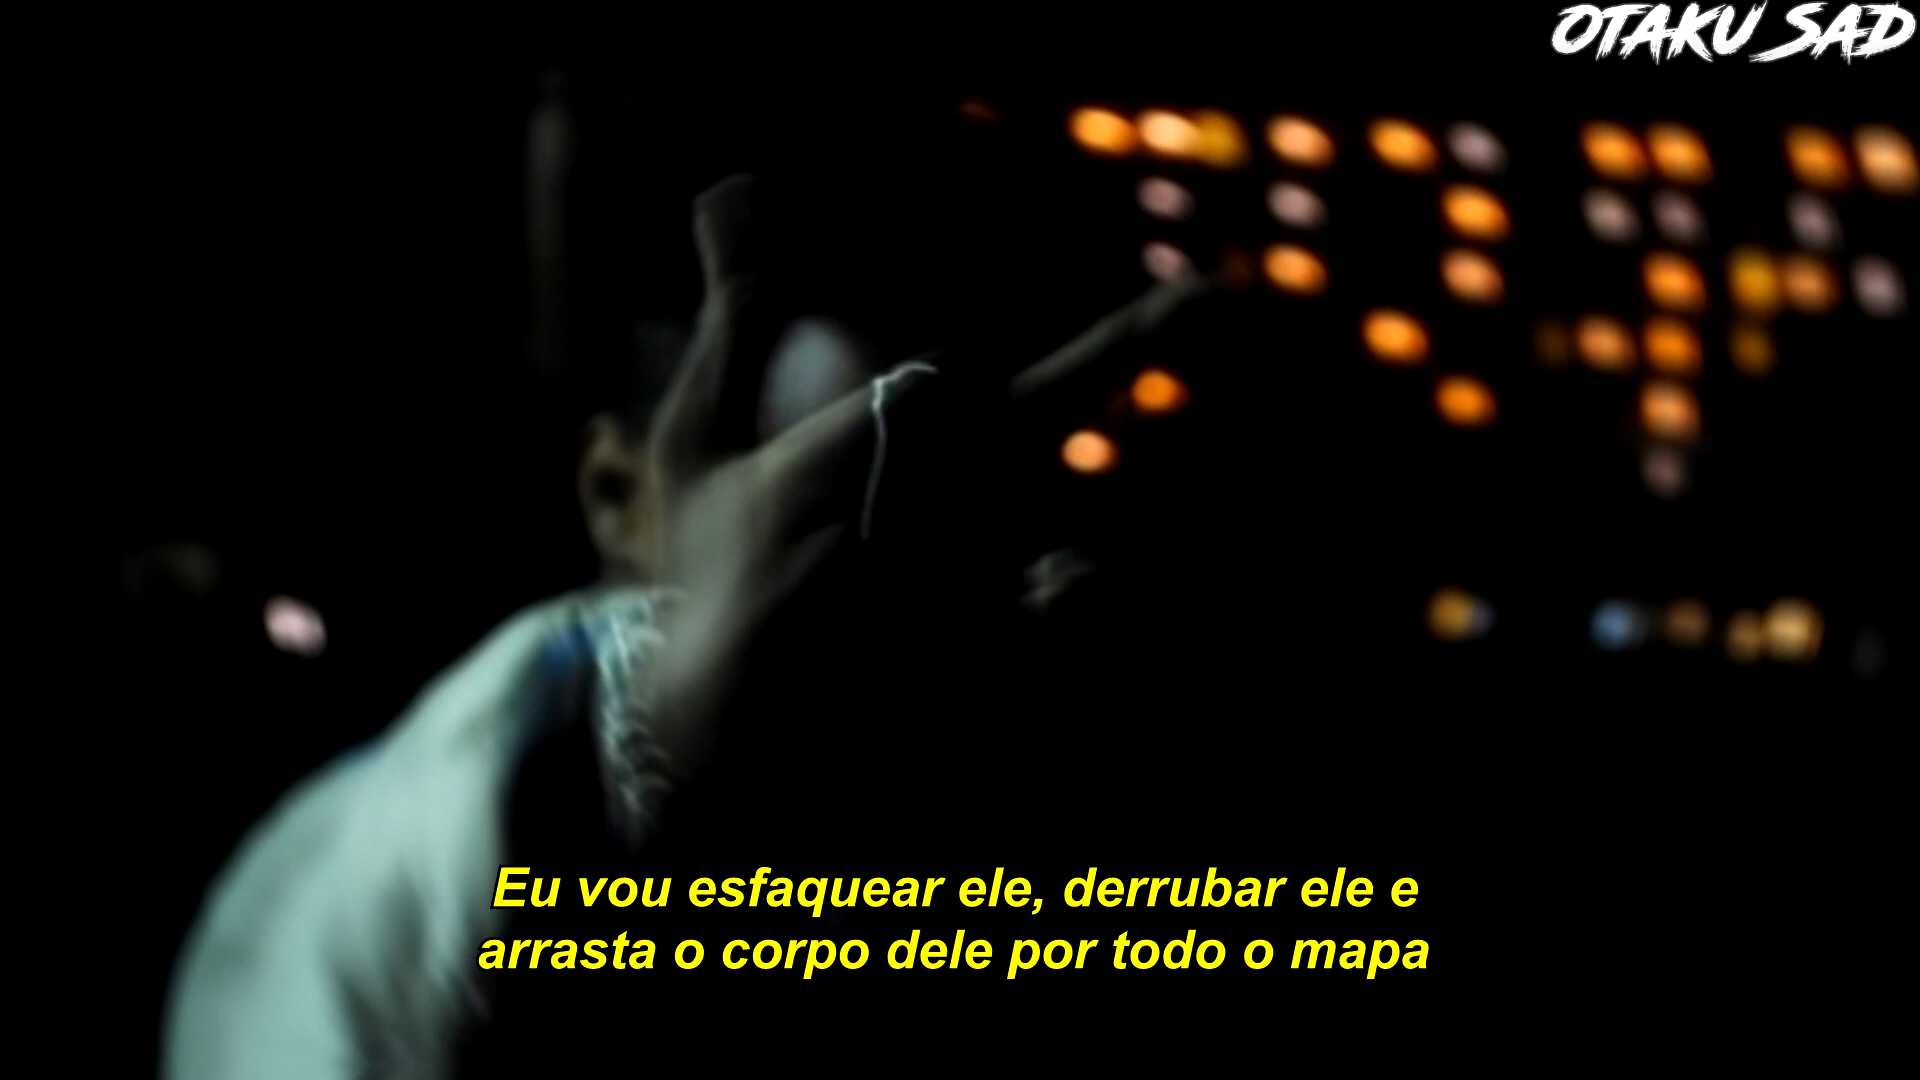 OTAKU SAD
Eu vou esfaquear ele, derrubar ele e
arrasta o corpo dele por todo o mapa